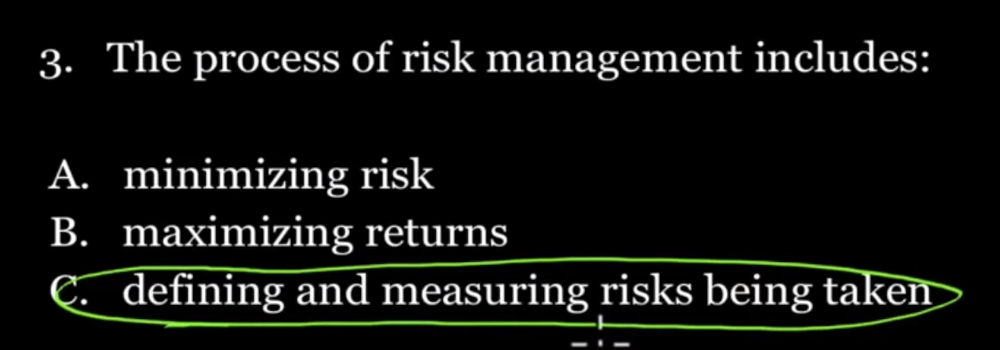 3. The process of risk management includes:
A. minimizing risk
B. maximizing returns
C. defining and measuring risks being taken